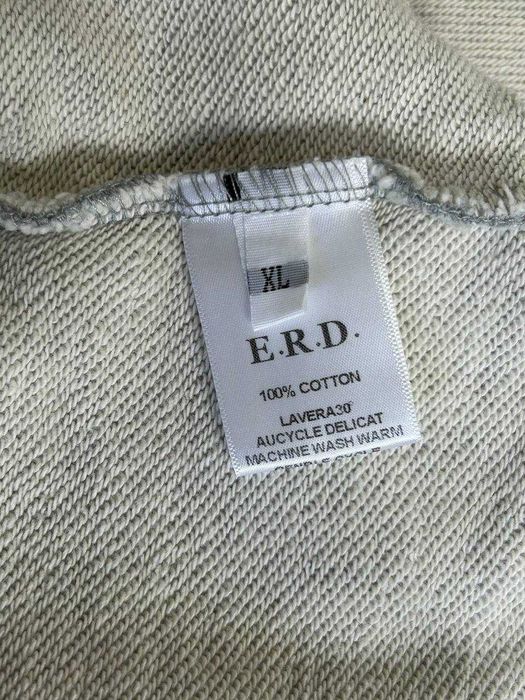 XL
E.R.D.
100% COTTON
LAVERA30°
AUCYCLE DELICAT
MACHINE WASH WARM